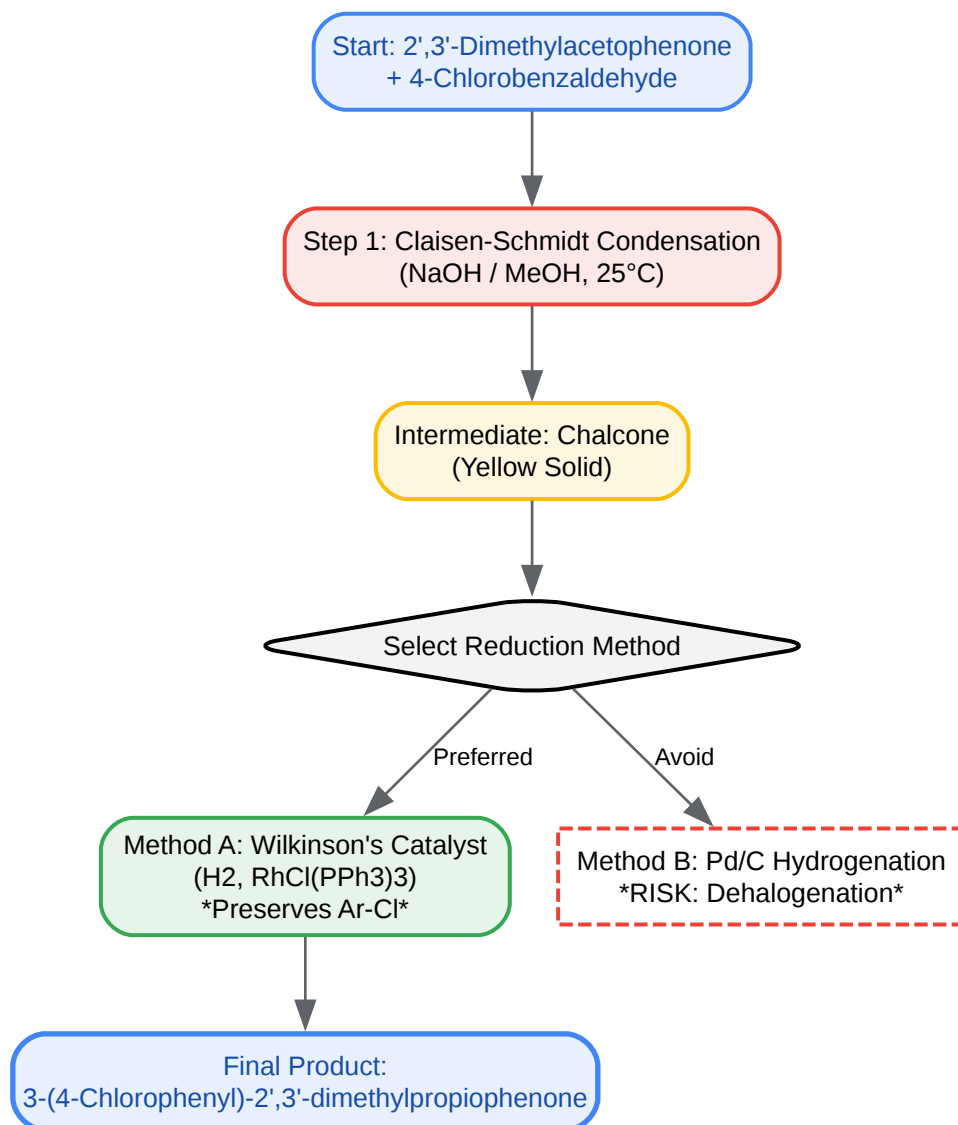 Start: 2',3'-Dimethylacetophenone
+ 4-Chlorobenzaldehyde
Step 1: Claisen-Schmidt Condensation
(NaOH / MeOH, 25°C)
Intermediate: Chalcone
(Yellow Solid)
Select Reduction Method
Preferred
Avoid
Method A: Wilkinson's Catalyst
(H2, RhCl(PPh3)3)
*Preserves Ar-Cl*
Method B: Pd/C Hydrogenation
*RISK: Dehalogenation*
Final Product:
3-(4-Chlorophenyl)-2',3'-dimethylpropiophenone